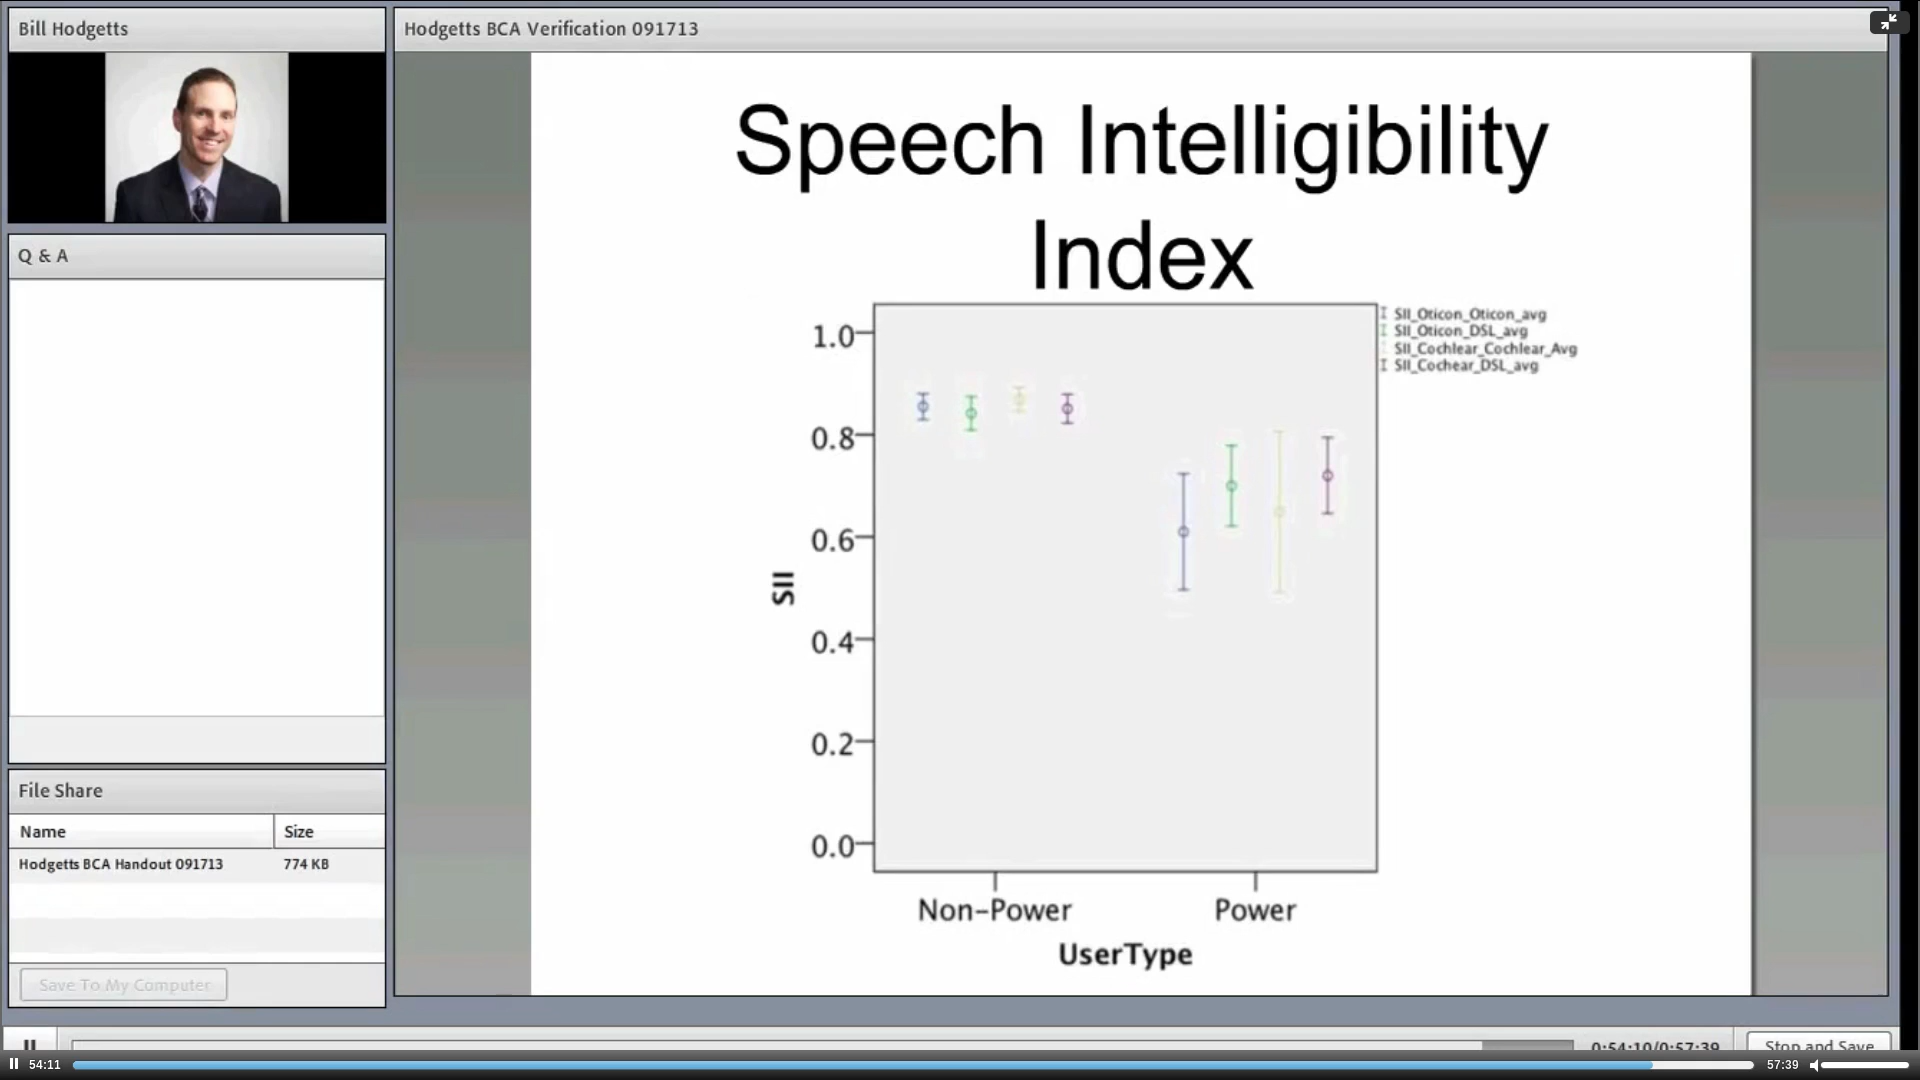 Bill Hodgetts
Hodgetts BCA Verification 091713
Q & A
File Share
Name Size
Hodgetts BCA Handout 091713 774 KB
Save To My Computer
Speech Intelligibility
Index
SII_Oticon_Oticon_avg
SII_Oticon_DSL_avg
SII_Cochlear_Cochlear_Avg
SII_Cochear_DSL_avg
1.0
0.8
0.6
0.4
0.2
0.0
SII
Non-Power Power
UserType
0:54:10/0:57:39 Stop and Save
54:11 57:39